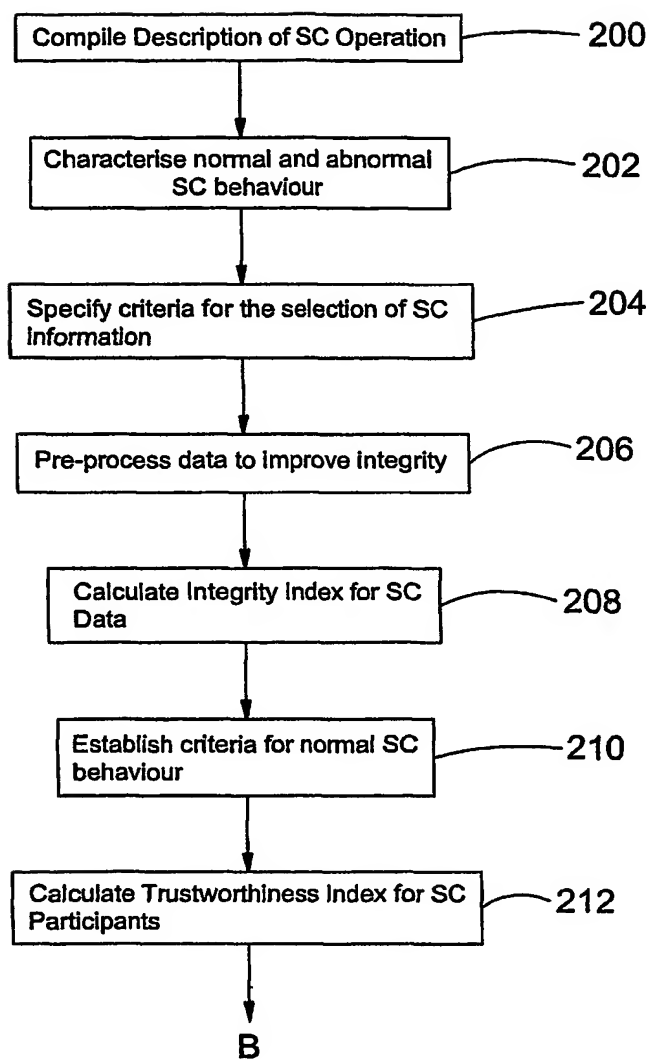 Compile Description of SC Operation
200
Characterise normal and abnormal
SC behaviour
202
Specify criteria for the selection of SC
information
204
Pre-process data to improve integrity
206
Calculate Integrity Index for SC
Data
208
Establish criteria for normal SC
behaviour
210
Calculate Trustworthiness Index for SC
Participants
212
B